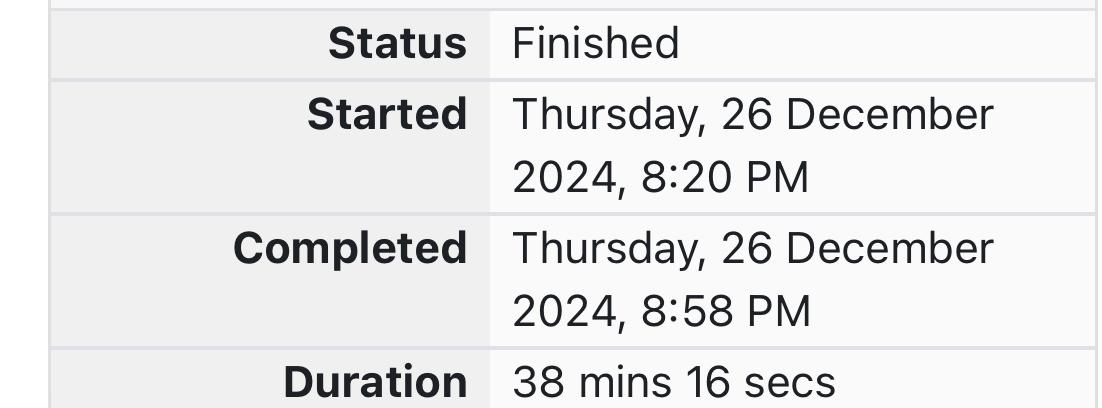 Status Finished
Started Thursday, 26 December
2024, 8:20 PM
Completed Thursday, 26 December
2024, 8:58 PM
Duration 38 mins 16 secs